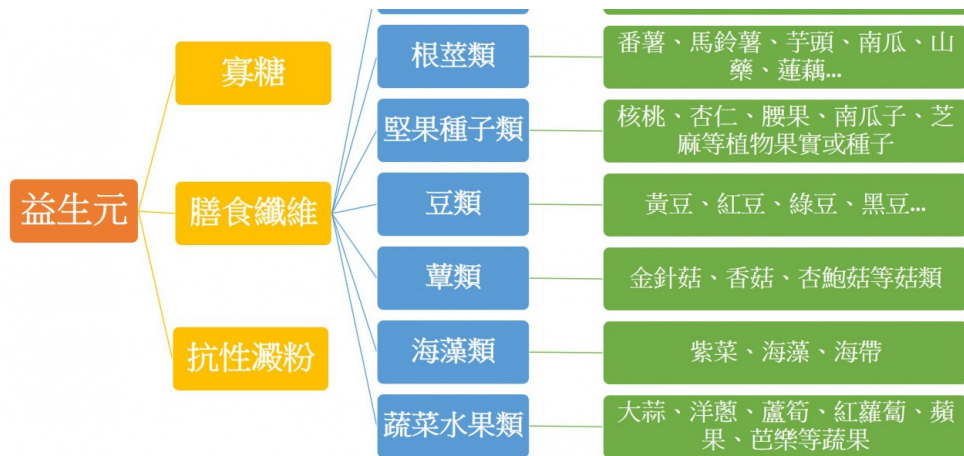 益生元
寡糖
膳食纖維
抗性澱粉
根莖類
番薯、馬鈴薯、芋頭、南瓜、山
藥、蓮藕...
堅果種子類
核桃、杏仁、腰果、南瓜子、芝
麻等植物果實或種子
豆類
黃豆、紅豆、綠豆、黑豆...
蕈類
金針菇、香菇、杏鮑菇等菇類
海藻類
紫菜、海藻、海帶
蔬菜水果類
大蒜、洋蔥、蘆筍、紅蘿蔔、蘋
果、芭樂等蔬果